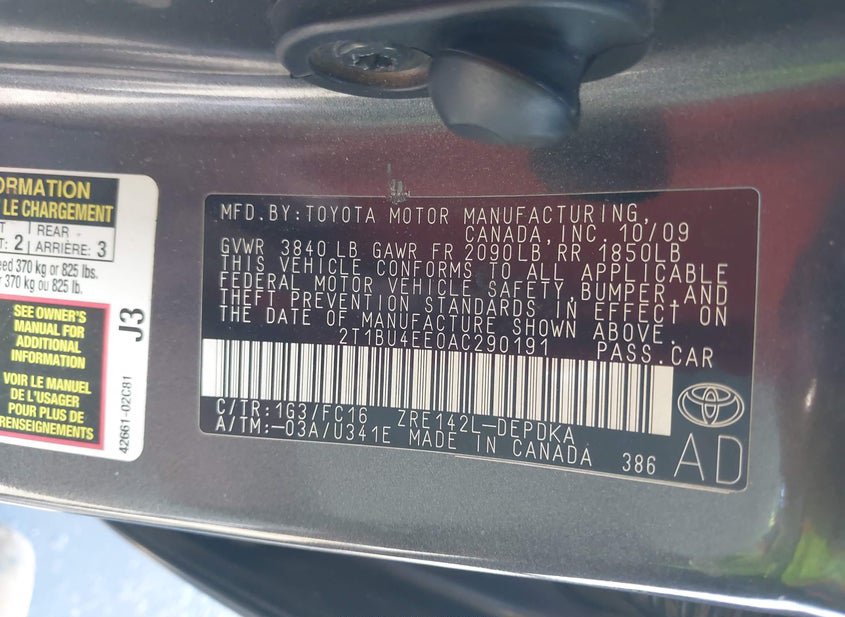 ORMATION
LE CHARGEMENT
T
: 2
REAR -
ARRIÈRE: 3
eed 370 kg or 825 lbs.
370 kg ou 825 lb.
SEE OWNER'S
MANUAL FOR
ADDITIONAL
INFORMATION
VOIR LE MANUEL
DE L'USAGER
POUR PLUS DE
RENSEIGNEMENTS
J3
42661-02C81
MFD.BY:TOYOTA MOTOR MANUFACTURING,
CANADA, INC. 10/09
GVWR 3840 LB GAWR FR 2090LB RR 1850LB
THIS VEHICLE CONFORMS TO ALL APPLICABLE
FEDERAL MOTOR VEHICLE SAFETY, BUMPER, AND
THEFT PREVENTION STANDARDS IN EFFECT ON
THE DATE OF MANUFACTURE SHOWN ABOVE.
2T1BU4EE0AC290191 PASS.CAR
C/TR:1G3/FC16 ZRE142L-DEPDKA
A/TM:-03A/U341E MADE IN CANADA 386
AD